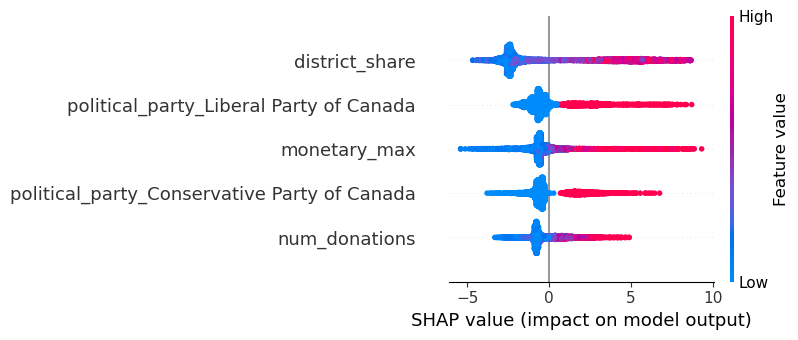 High
district_share
political_party_Liberal Party of Canada
monetary_max
political_party_Conservative Party of Canada
num_donations
Feature value
Low
−5 0 5 10
SHAP value (impact on model output)